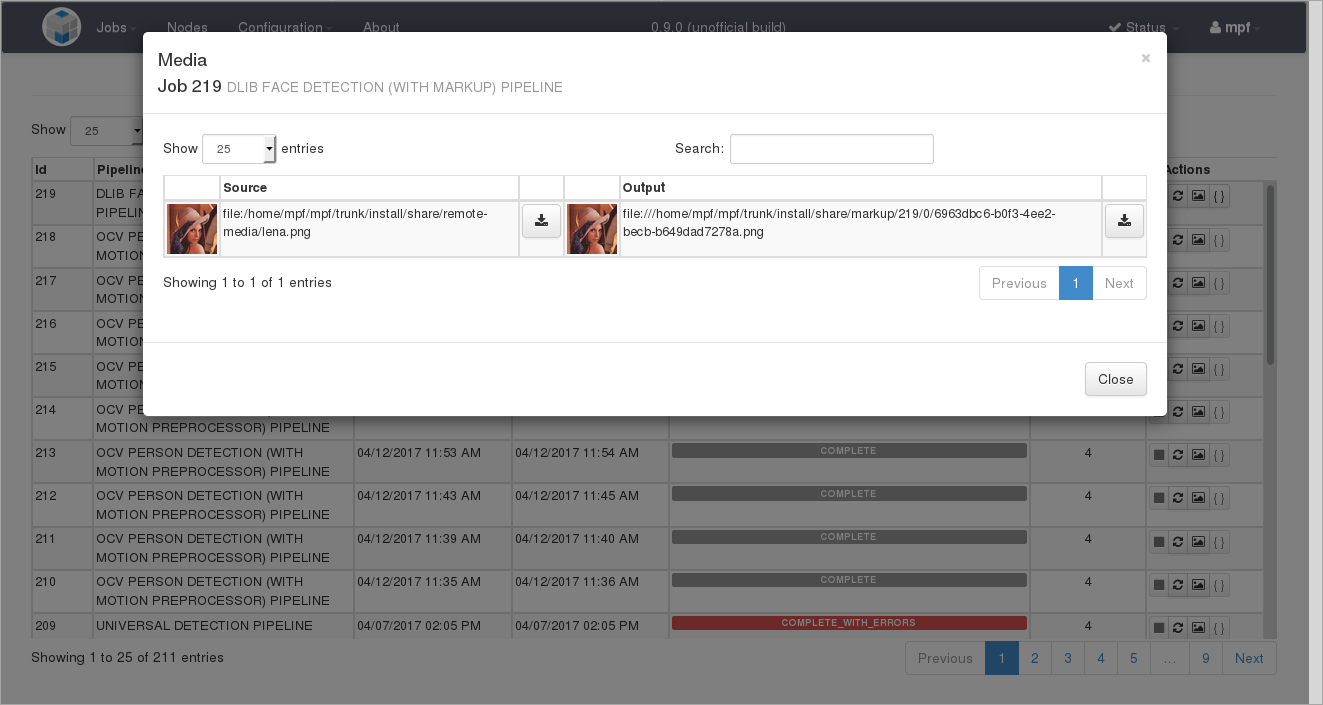 Jobs Nodes Configuration About 0.9.0 (unofficial build) Status mpf
Media ×
Job 219 DLIB FACE DETECTION (WITH MARKUP) PIPELINE
Show 25
Show 25 entries Search:
Id Pipelin Actions
Source Output
219 DLIB FA
PIPELIN
file:/home/mpf/mpf/trunk/install/share/remote-
media/lena.png
file:///home/mpf/mpf/trunk/install/share/markup/219/0/6963dbc6-b0f3-4ee2-
becb-b649dad7278a.png
{ }
218 OCV PE { }
MOTION
217 OCV PE { }
MOTION
Showing 1 to 1 of 1 entries Previous 1 Next
216 OCV PE { }
MOTION
215 OCV PE { }
MOTION
Close
214 OCV PE { }
MOTION PREPROCESSOR) PIPELINE
213 OCV PERSON DETECTION (WITH 04/12/2017 11:53 AM 04/12/2017 11:54 AM COMPLETE 4 { }
MOTION PREPROCESSOR) PIPELINE
212 OCV PERSON DETECTION (WITH 04/12/2017 11:43 AM 04/12/2017 11:45 AM COMPLETE 4 { }
MOTION PREPROCESSOR) PIPELINE
211 OCV PERSON DETECTION (WITH 04/12/2017 11:39 AM 04/12/2017 11:40 AM COMPLETE 4 { }
MOTION PREPROCESSOR) PIPELINE
210 OCV PERSON DETECTION (WITH 04/12/2017 11:35 AM 04/12/2017 11:36 AM COMPLETE 4 { }
MOTION PREPROCESSOR) PIPELINE
209 UNIVERSAL DETECTION PIPELINE 04/07/2017 02:05 PM 04/07/2017 02:05 PM COMPLETE_WITH_ERRORS 4 { }
Showing 1 to 25 of 211 entries Previous 1 2 3 4 5 ... 9 Next